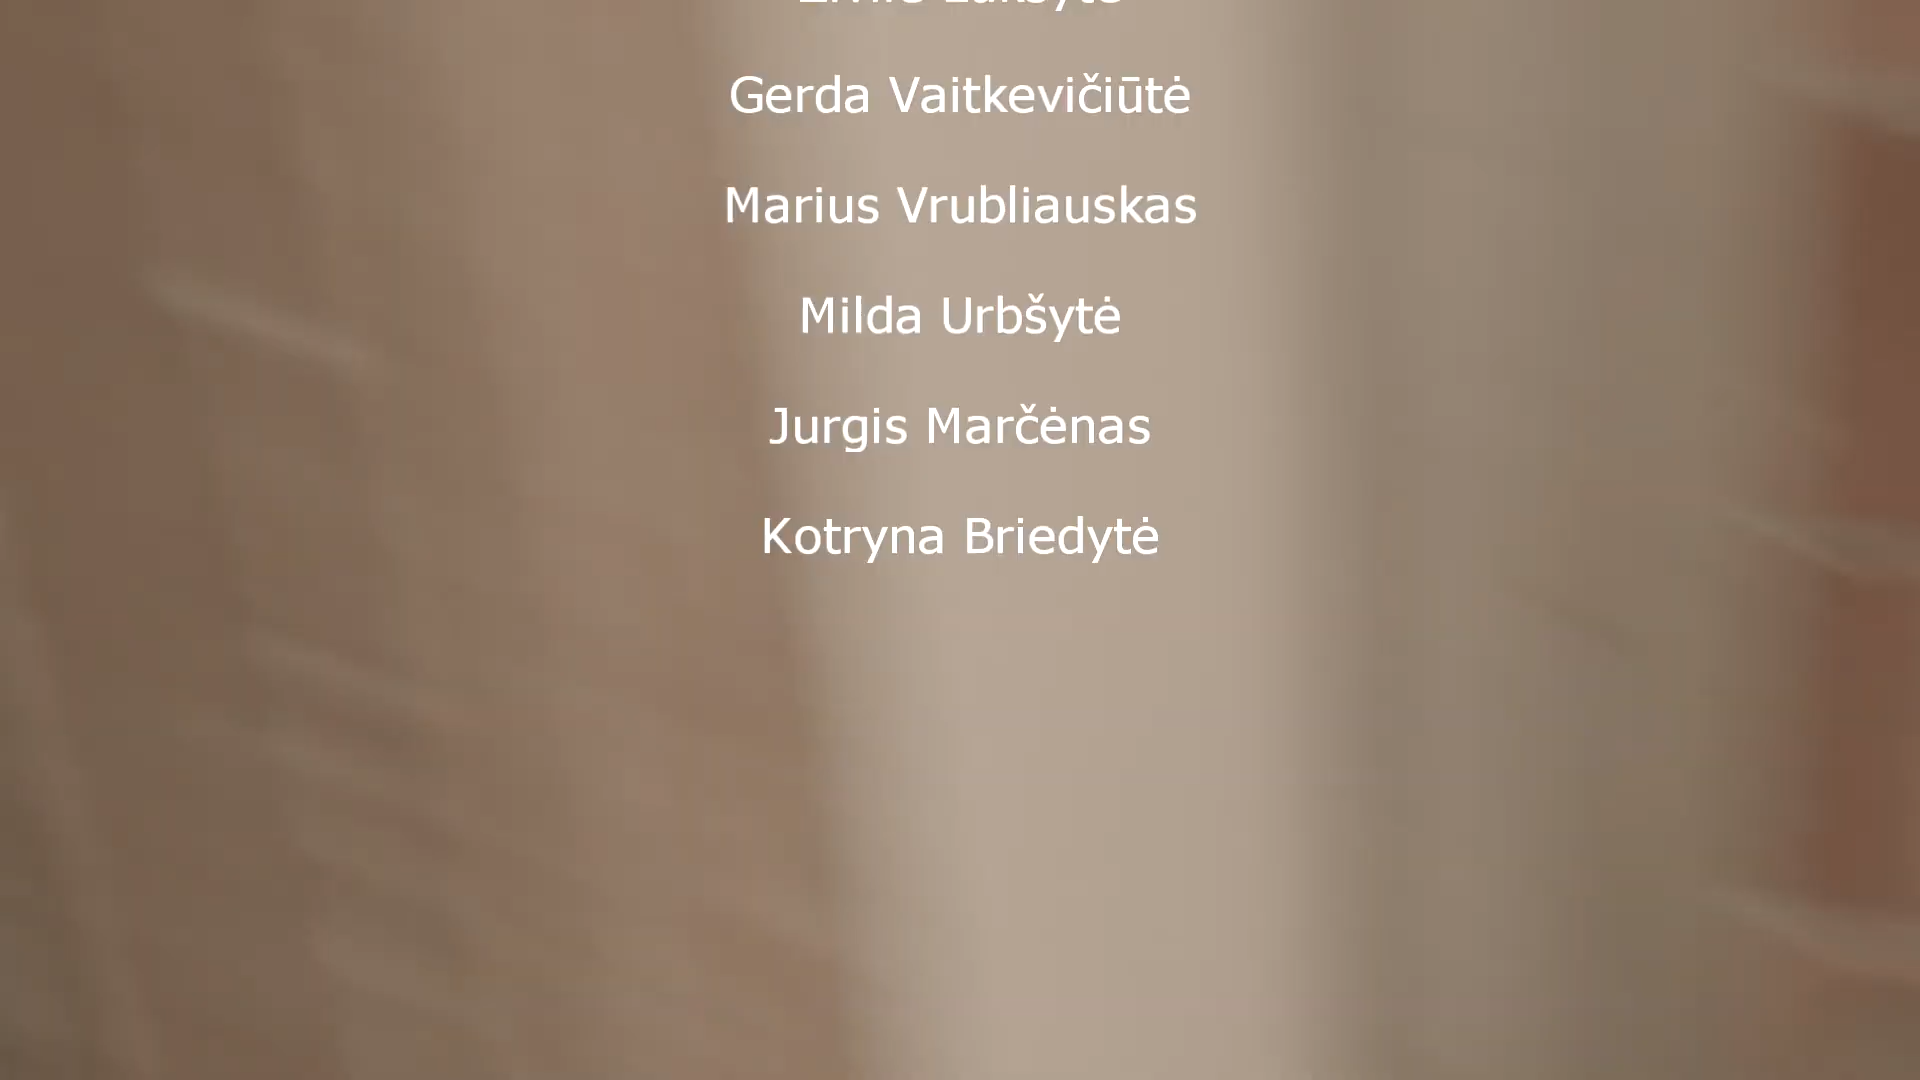 Gerda Vaitkevičiūtė
Marius Vrubliauskas
Milda Urbšytė
Jurgis Marčėnas
Kotryna Briedytė